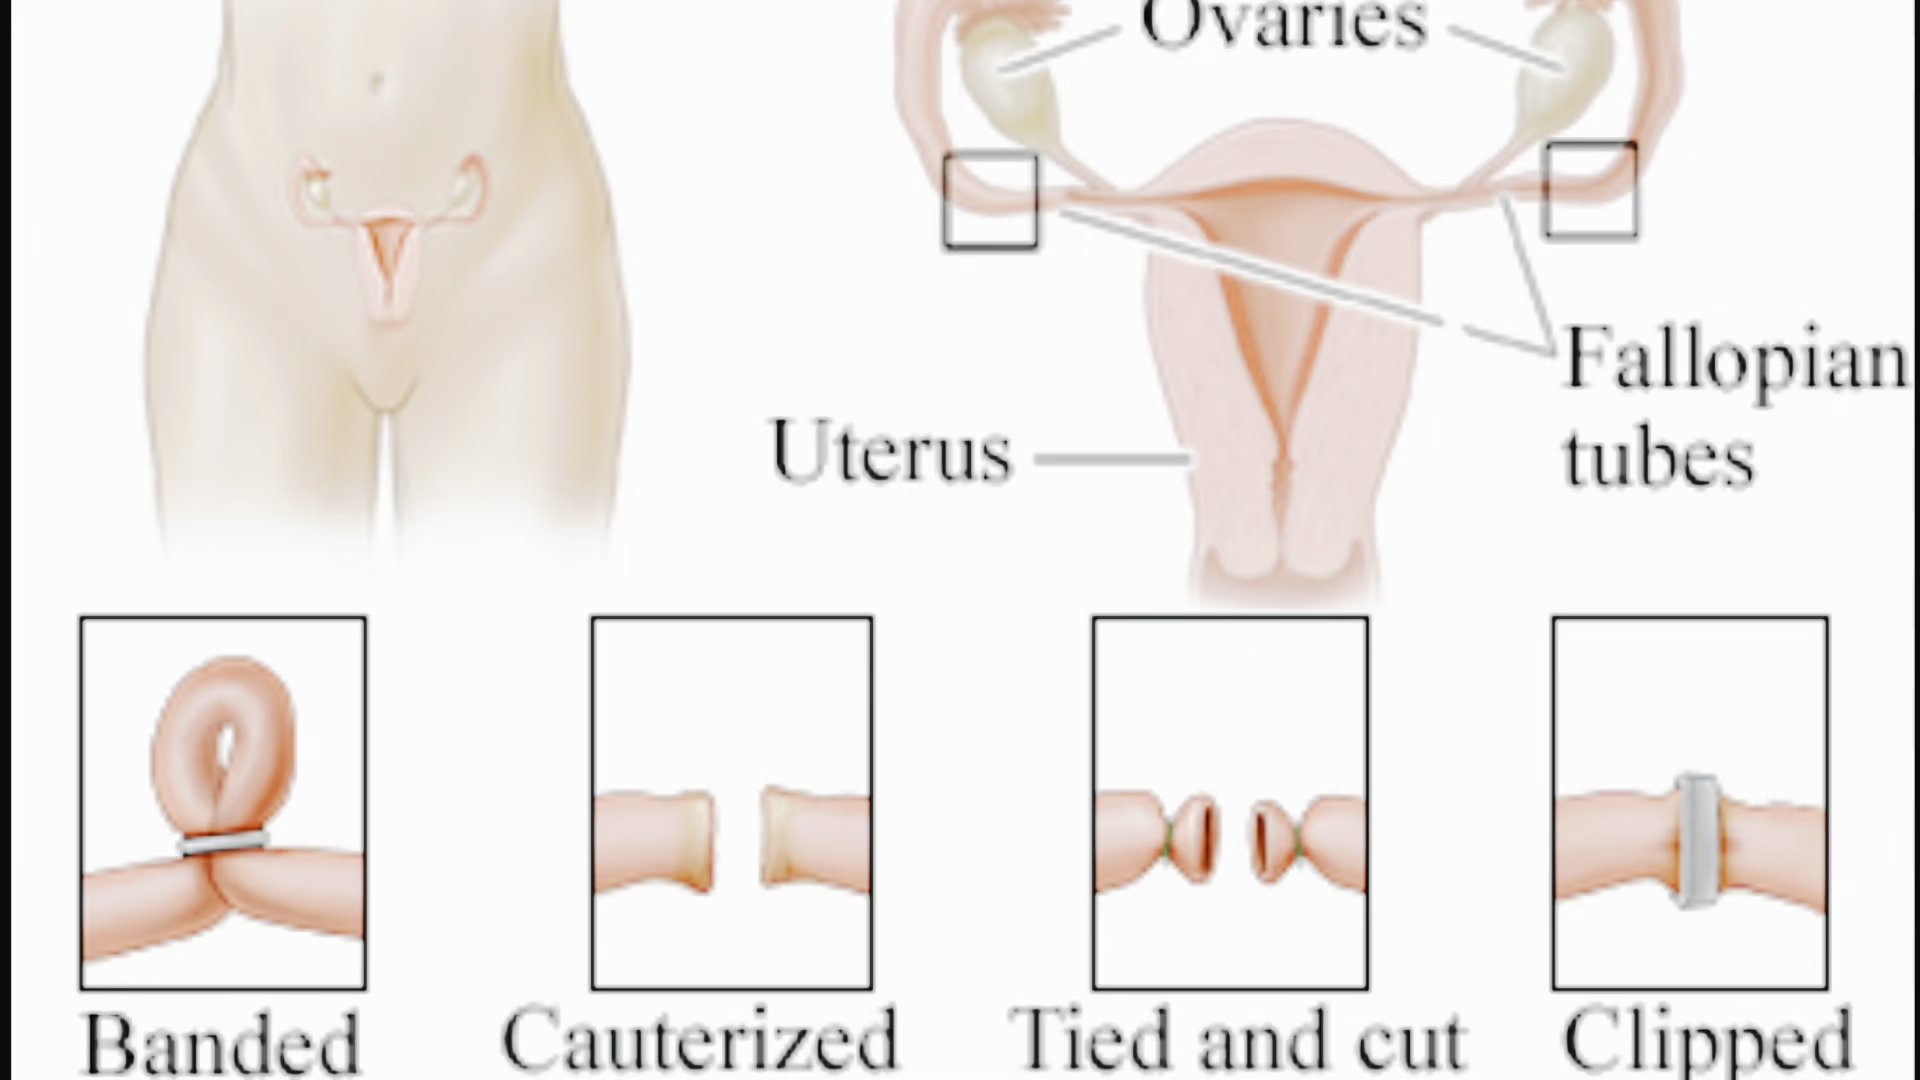 Ovaries
Fallopian
tubes
Uterus
Banded
Cauterized
Tied and cut
Clipped